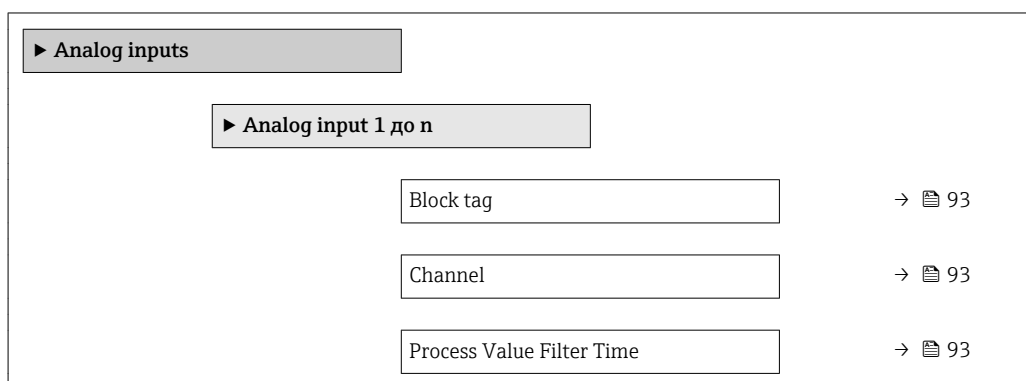 ▶ Analog inputs
▶ Analog input 1 до n
Block tag → 93
Channel → 93
Process Value Filter Time → 93